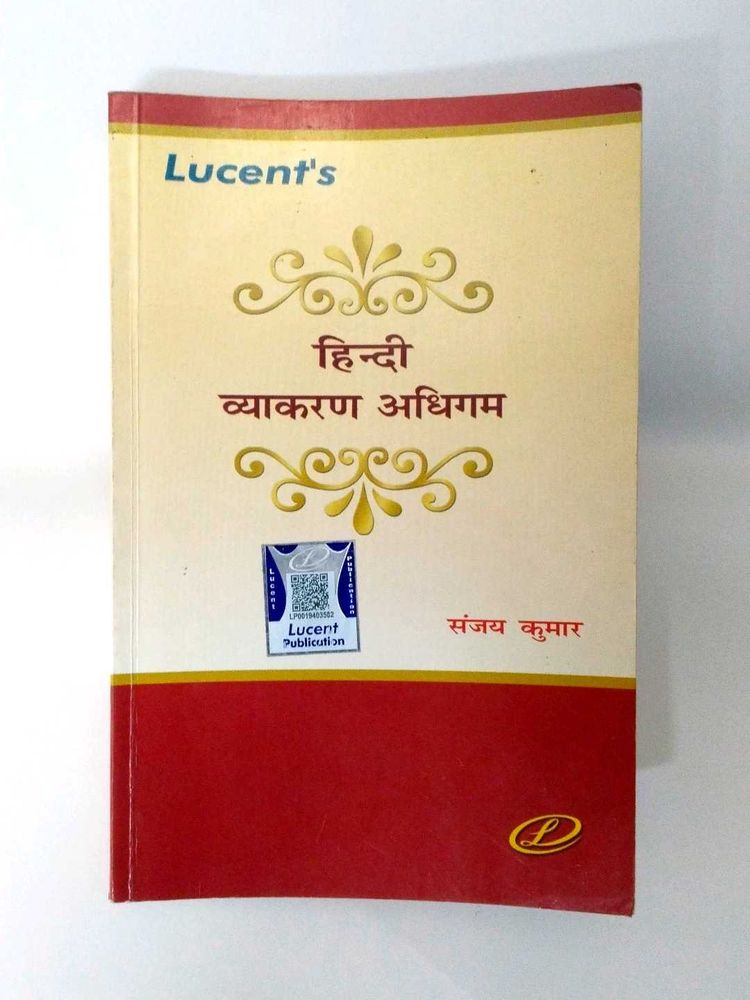 Lucent's
हिन्दी
व्याकरण अधिगम
L
Lucent
Publication
LP0019403502
Lucent
Publication
संजय कुमार
L